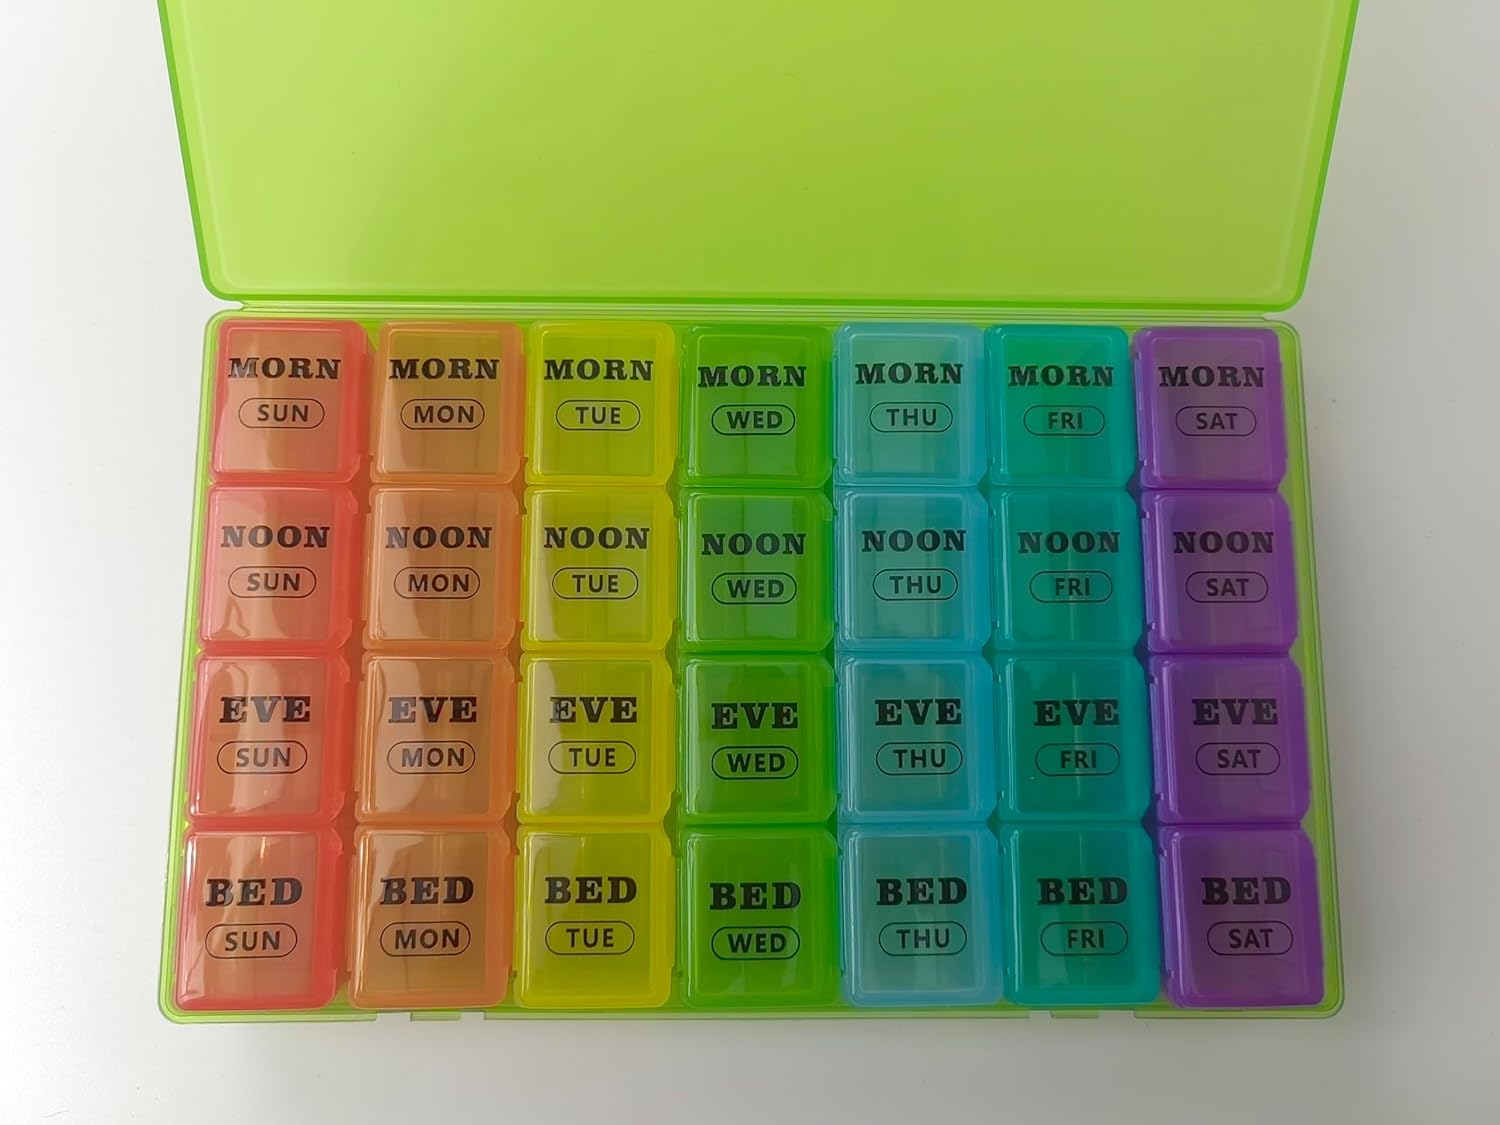 MORN MORN MORN MORN MORN MORN MORN
SUN MON TUE WED THU FRI SAT
NOON NOON NOON NOON NOON NOON NOON
SUN MON TUE WED THU FRI SAT
EVE EVE EVE EVE EVE EVE EVE
SUN MON TUE WED THU FRI SAT
BED BED BED BED BED BED BED
SUN MON TUE WED THU FRI SAT